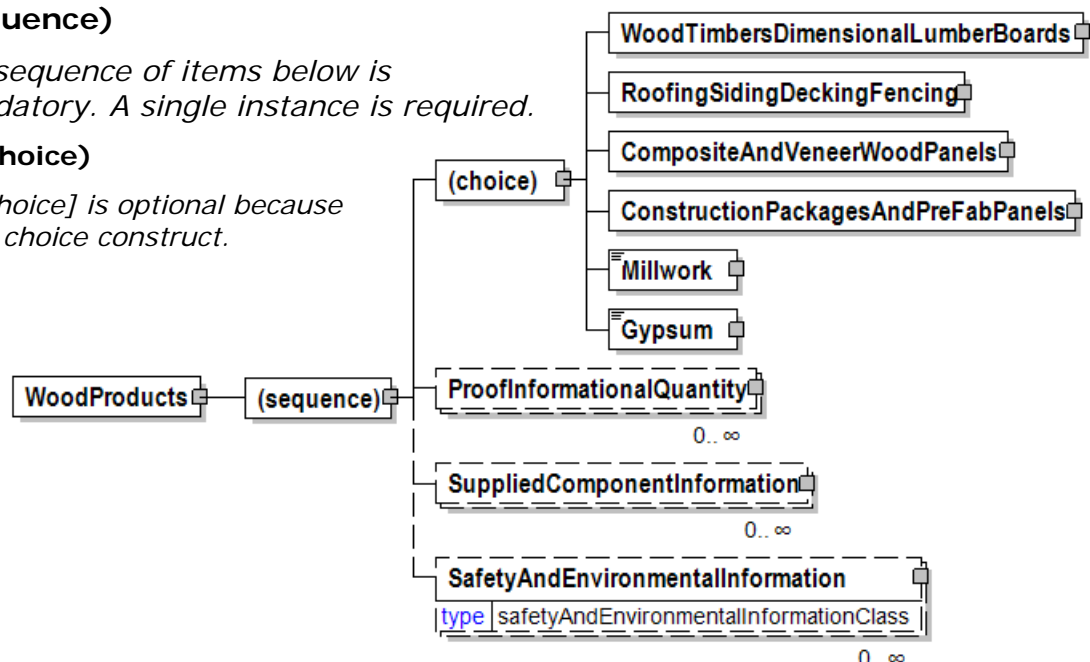 uence)
sequence of items below is
datory. A single instance is required.
hoice)
hoice] is optional because
choice construct.
WoodTimbersDimensionalLumberBoards
RoofingSidingDeckingFencing
CompositeAndVeneerWoodPanels
(choice)
ConstructionPackagesAndPreFabPanels
Millwork
Gypsum
WoodProducts
(sequence)
ProofInformationalQuantity
0.. ∞
SuppliedComponentInformation
0.. ∞
SafetyAndEnvironmentalInformation
type safetyAndEnvironmentalInformationClass
0.. ∞